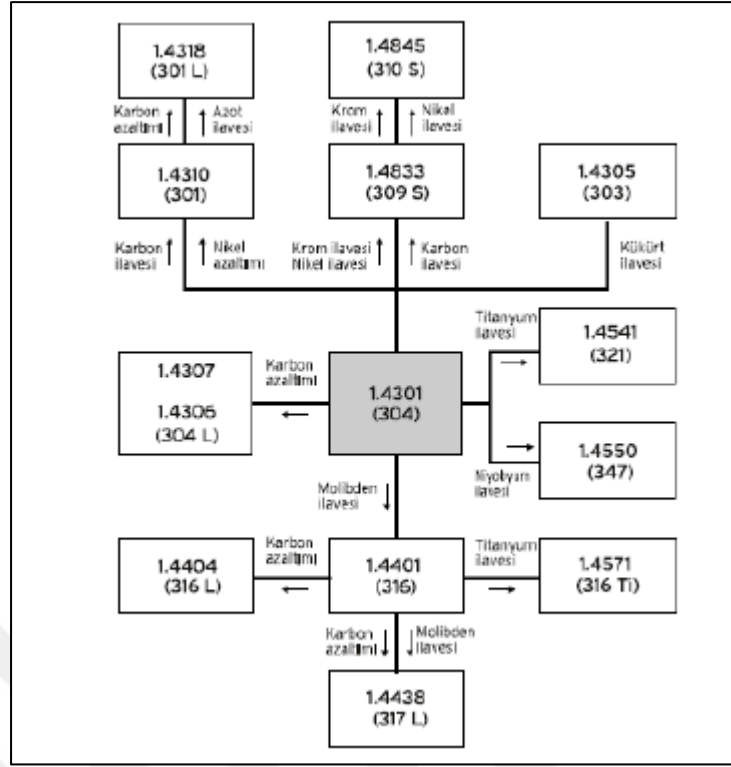 1.4318
(301 L)
1.4845
(310 S)
Karbon
azaltımı
Azot
ilavesi
Krom
ilavesi
Nikel
ilavesi
1.4310
(301)
1.4833
(309 S)
1.4305
(303)
Karbon
ilavesi
Nikel
azaltımı
Krom ilavesi
Nikel ilavesi
Karbon
ilavesi
Kükürt
ilavesi
Titanyum
ilavesi
1.4541
(321)
1.4307
1.4306
(304 L)
Karbon
azaltımı
1.4301
(304)
1.4550
(347)
Niyobyum
ilavesi
Molibden
ilavesi
1.4404
(316 L)
Karbon
azaltımı
1.4401
(316)
Titanyum
ilavesi
1.4571
(316 Ti)
Karbon
azaltımı
Molibden
ilavesi
1.4438
(317 L)